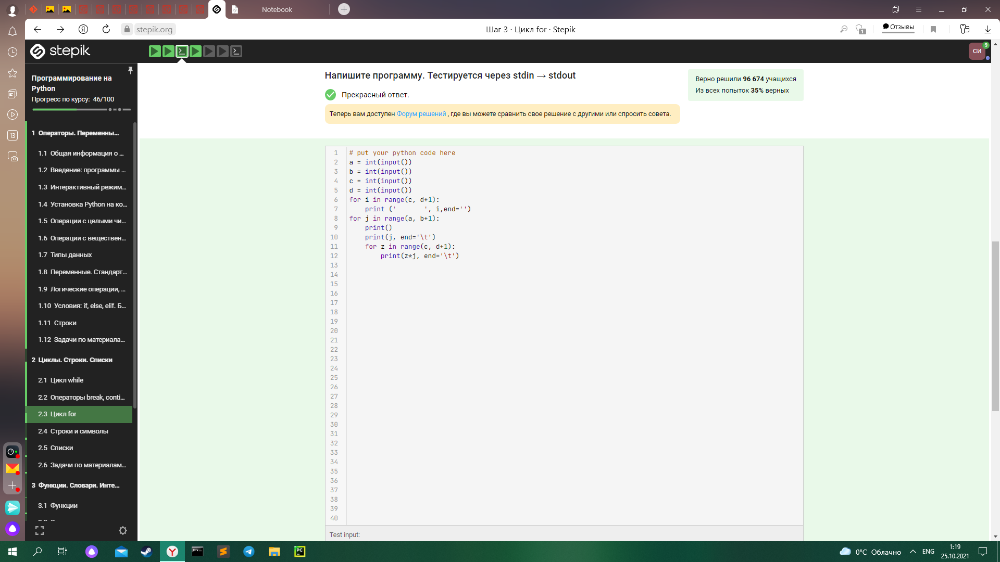 Notebook
stepik.org
Шаг 3 · Цикл for · Stepik
1
Отзывы
stepik
СИ
9
13
Программирование на
Python
Прогресс по курсу: 46/100
1 Операторы. Переменны...
1.1 Общая информация о ...
1.2 Введение: программы ...
1.3 Интерактивный режим...
1.4 Установка Python на ко...
1.5 Операции с целыми чи...
1.6 Операции с веществен...
1.7 Типы данных
1.8 Переменные. Стандарт...
1.9 Логические операции, ...
1.10 Условия: if, else, elif. Б...
1.11 Строки
1.12 Задачи по материала...
2 Циклы. Строки. Списки
2.1 Цикл while
2.2 Операторы break, conti...
2.3 Цикл for
2.4 Строки и символы
2.5 Списки
2.6 Задачи по материалам...
3 Функции. Словари. Инте...
3.1 Функции
Напишите программу. Тестируется через stdin → stdout
Прекрасный ответ.
Теперь вам доступен Форум решений , где вы можете сравнить свое решение с другими или спросить совета.
Верно решили 96 674 учащихся
Из всех попыток 35% верных
1 # put your python code here
2 a = int(input())
3 b = int(input())
4 c = int(input())
5 d = int(input())
6 for i in range(c, d+1):
7     print ('       ', i,end='')
8 for j in range(a, b+1):
9     print()
10     print(j, end='\t')
11     for z in range(c, d+1):
12         print(z*j, end='\t')
13
14
15
16
17
18
19
20
21
22
23
24
25
26
27
28
29
30
31
32
33
34
35
36
37
38
39
40
Test input:
PC
0°C Облачно
ENG
1:19
25.10.2021